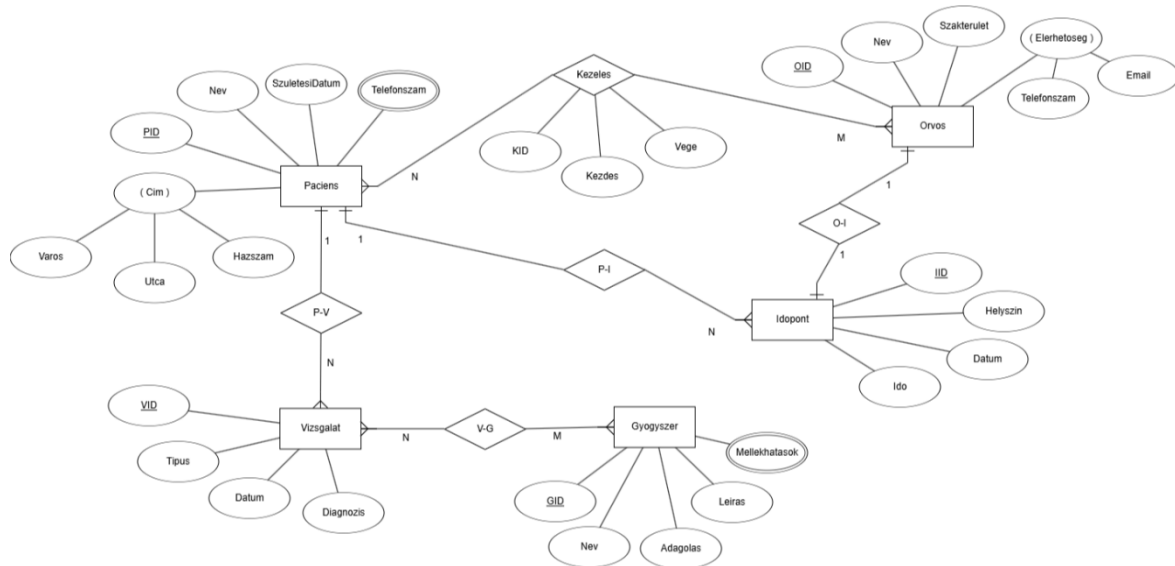 Szakterulet
( Elerhetoseg )
Nev
Kezeles
OID
Email
SzuletesiDatum
Telefonszam
Nev
Telefonszam
PID
Orvos
M
KID
Vege
Kezdes
N
Paciens
( Cim )
1
1
1
O-I
Varos
Hazszam
Utca
P-I
1
IID
P-V
Helyszin
Idopont
N
Datum
N
Ido
VID
Vizsgalat
N
V-G
M
Gyogyszer
Mellekhatasok
Tipus
Datum
Diagnozis
GID
Leiras
Nev
Adagolas